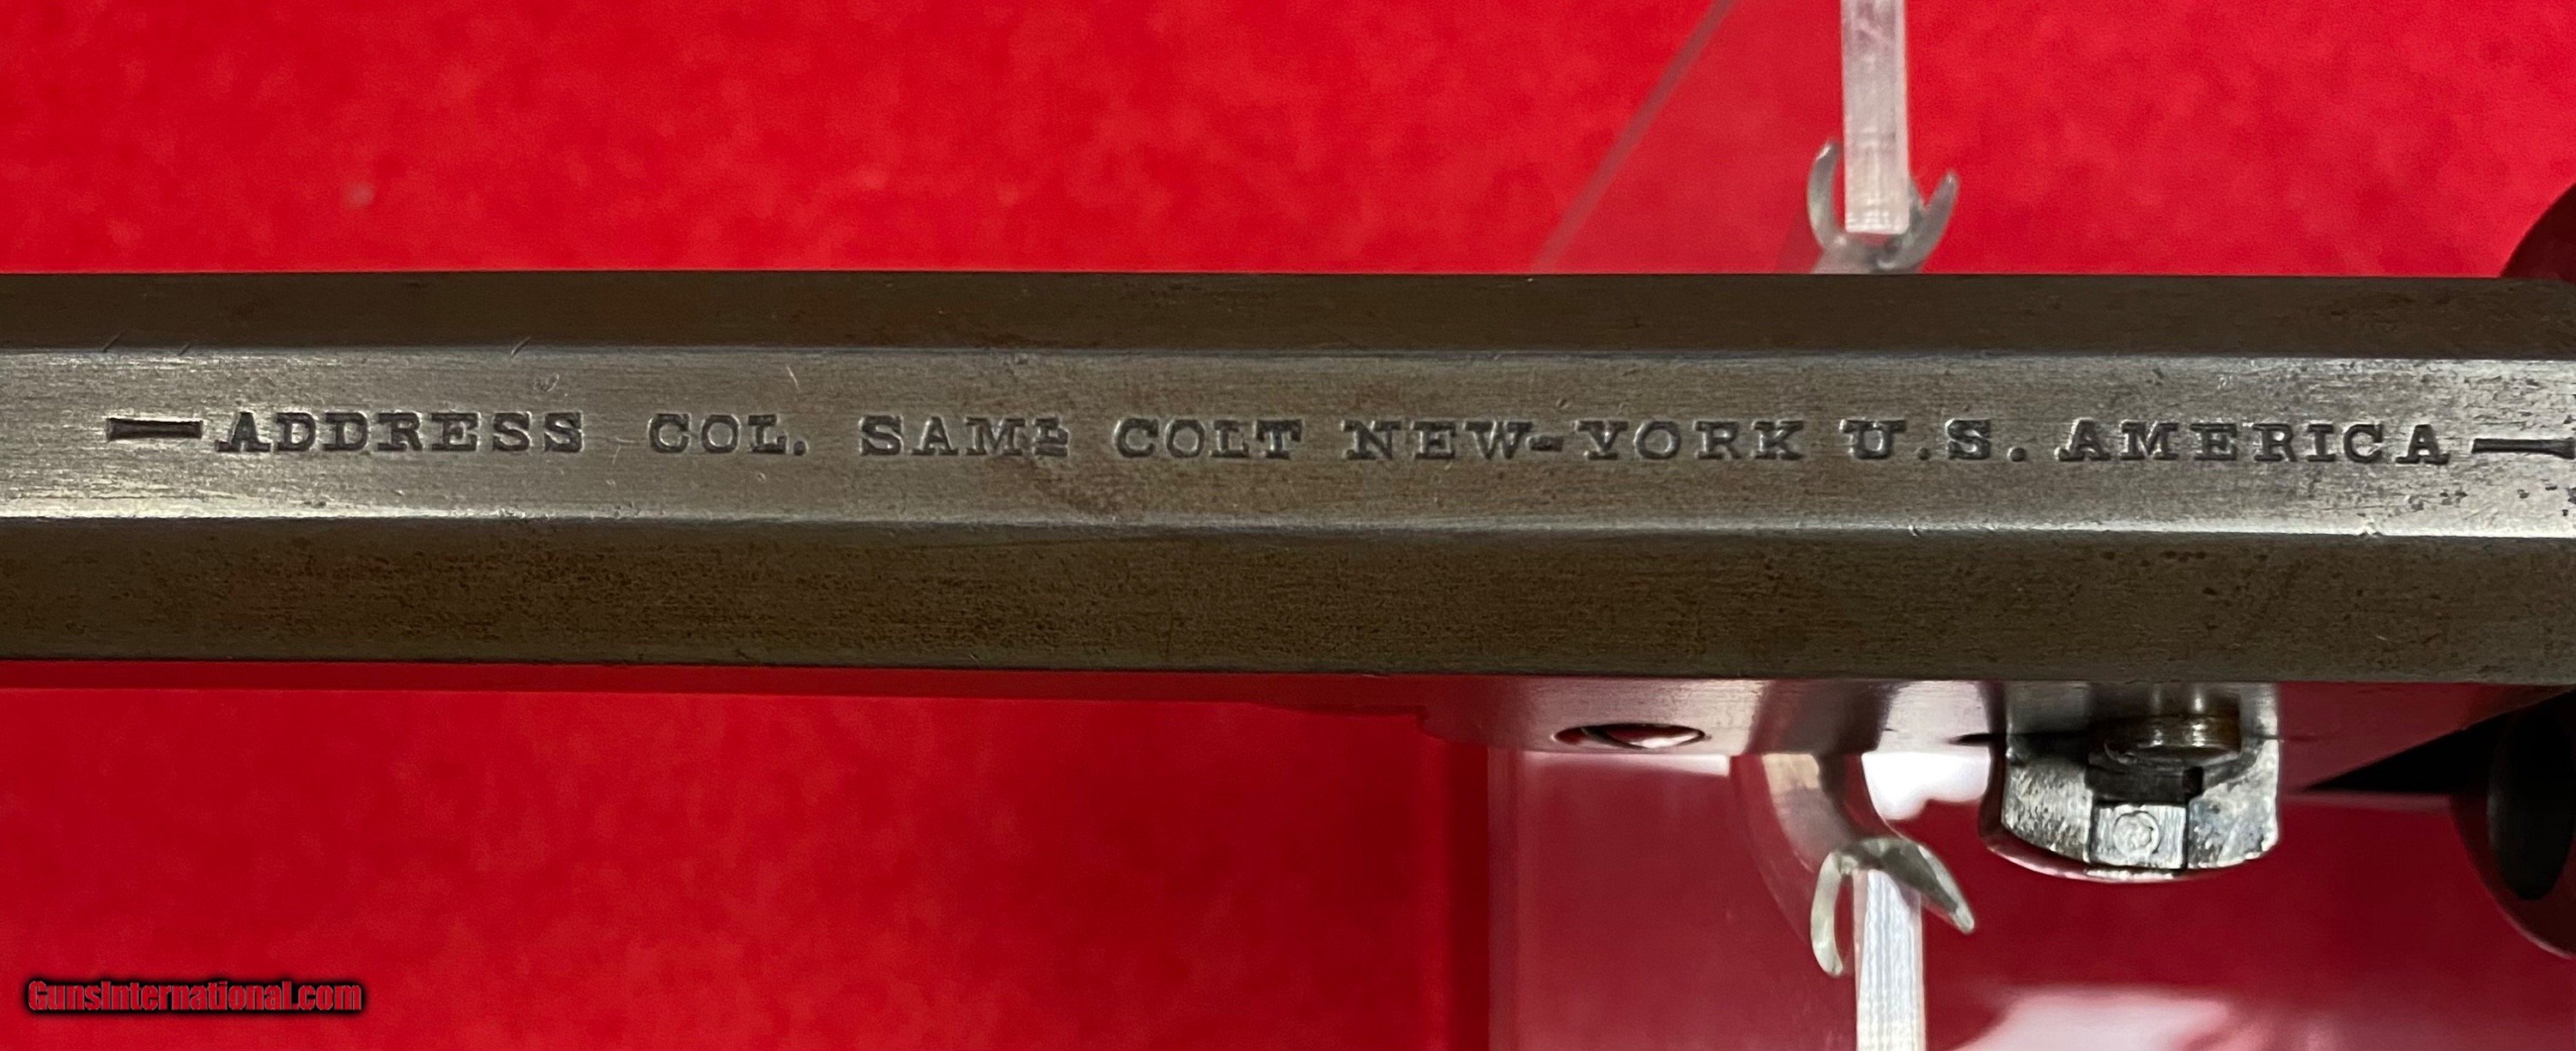 —ADDRESS COL. SAMᴸ COLT NEW-YORK U.S. AMERICA—
GunsInternational.com